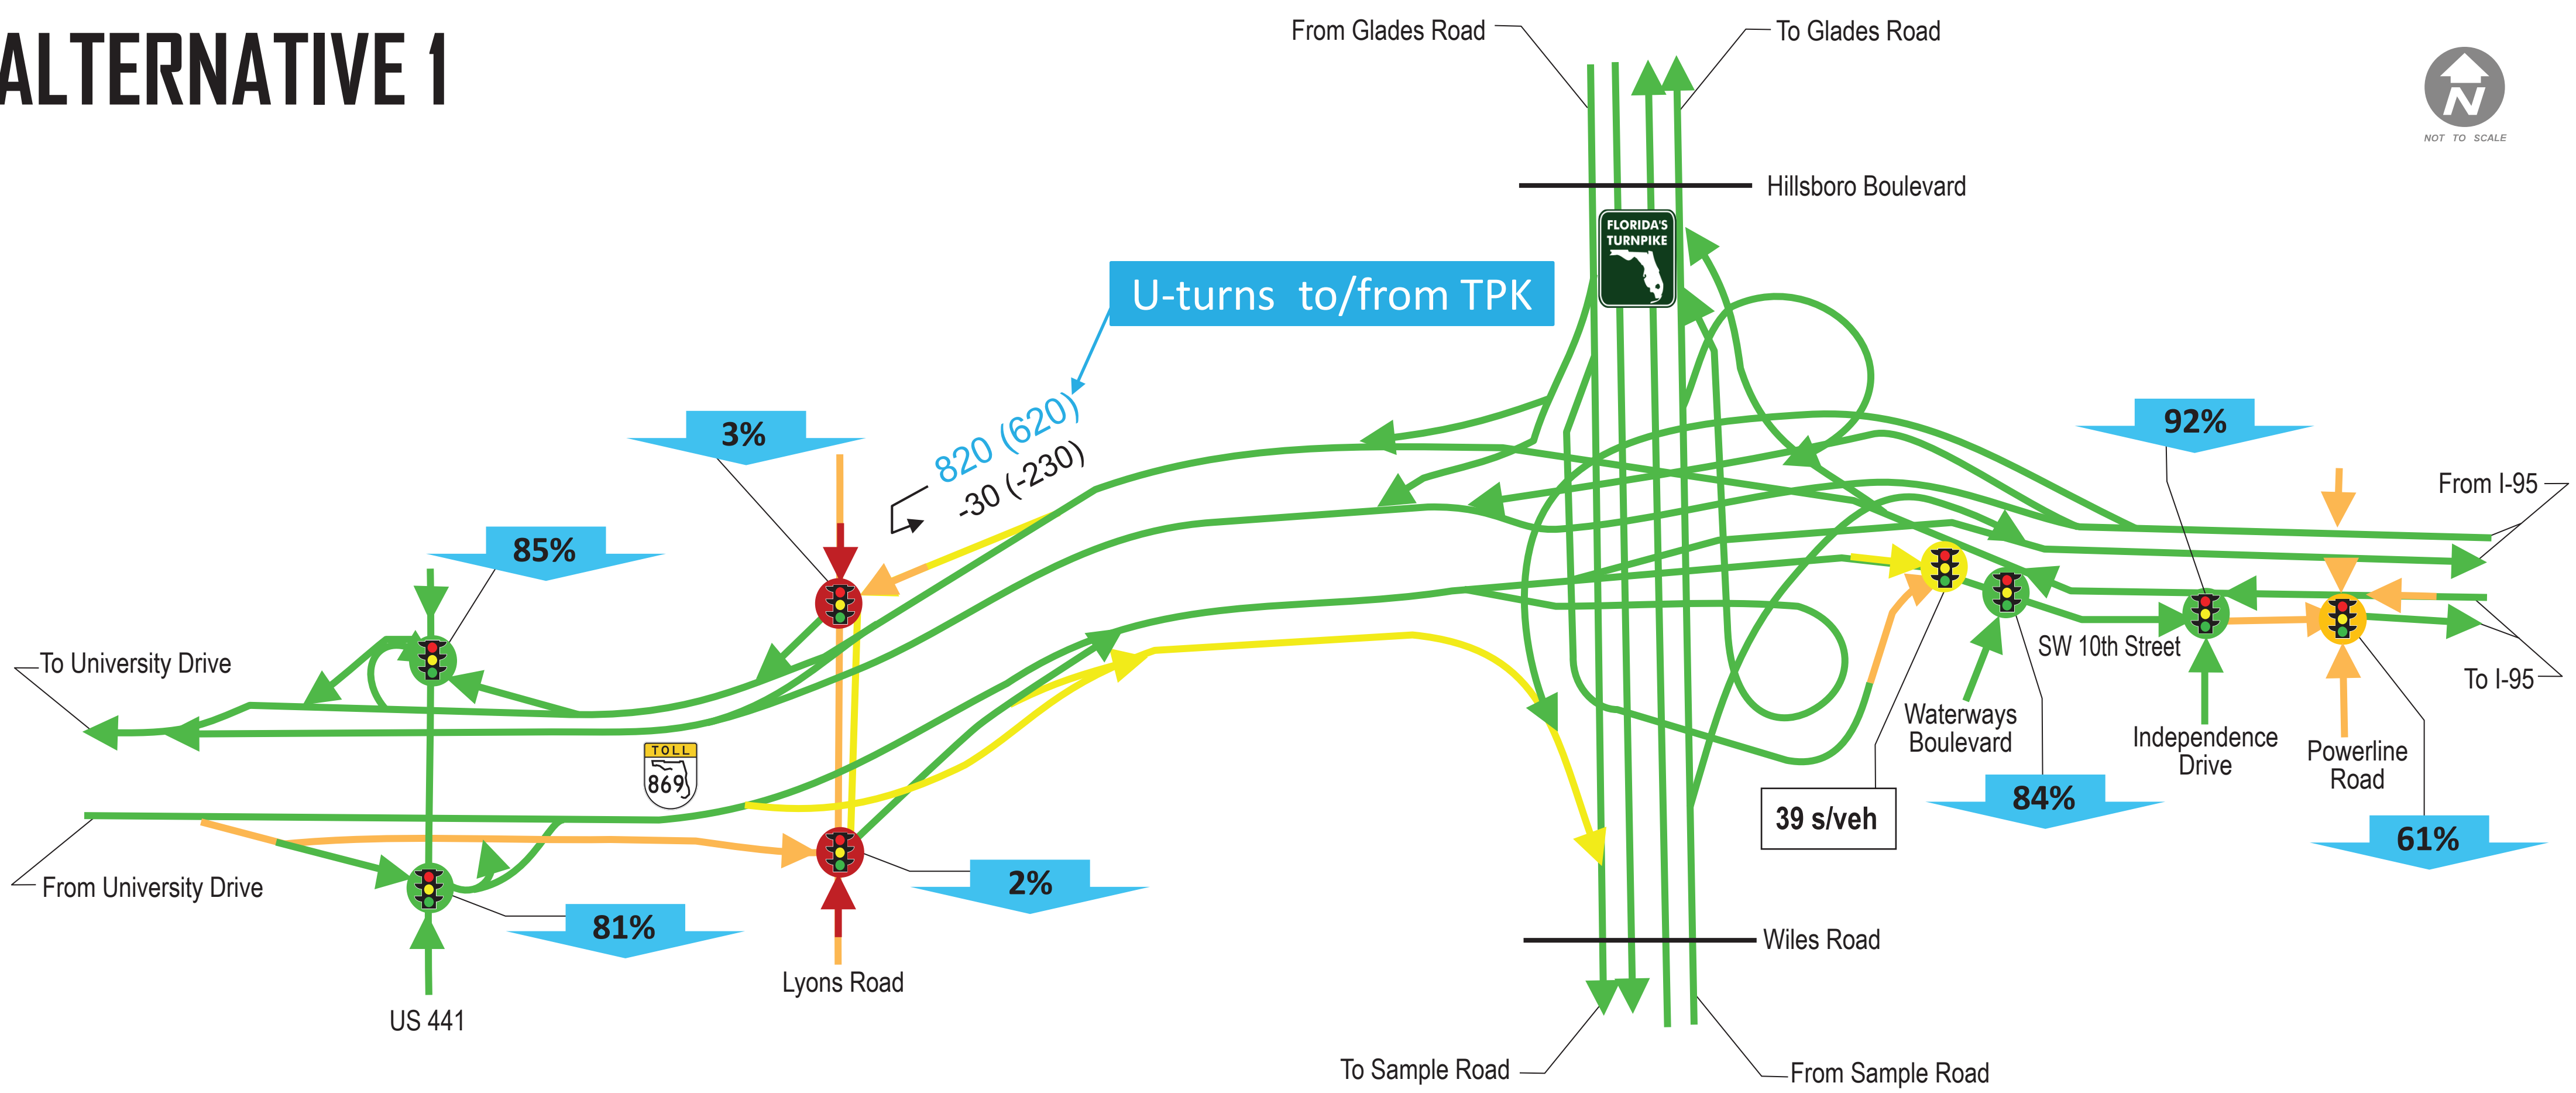 ALTERNATIVE 1
From Glades Road
To Glades Road
N
NOT TO SCALE
Hillsboro Boulevard
FLORIDA'S
TURNPIKE
U-turns to/from TPK
820 (620)
-30 (-230)
3%
92%
85%
From I-95
To University Drive
SW 10th Street
To I-95
Waterways
Boulevard
Independence
Drive
Powerline
Road
TOLL
869
39 s/veh
84%
61%
From University Drive
2%
81%
Wiles Road
Lyons Road
US 441
To Sample Road
From Sample Road